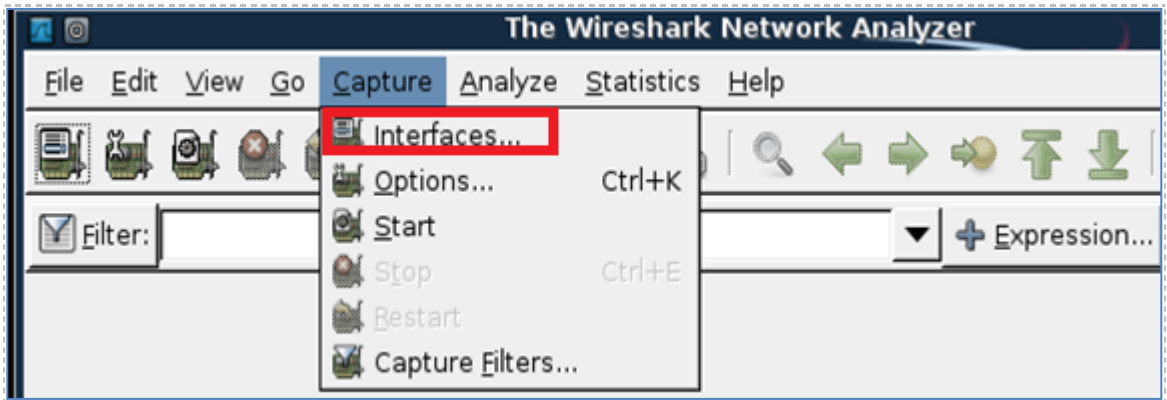 The Wireshark Network Analyzer
File Edit View Go Capture Analyze Statistics Help
Interfaces...
Options... Ctrl+K
Start
Stop Ctrl+E
Restart
Capture Filters...
Filter:
Expression...